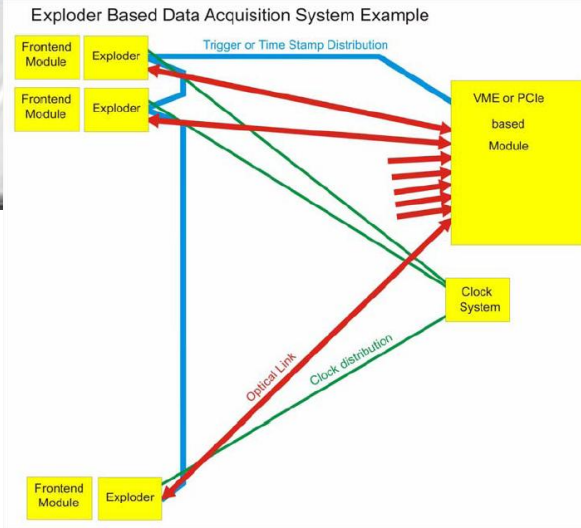 Exploder Based Data Acquisition System Example
Frontend
Module
Exploder
Trigger or Time Stamp Distribution
Frontend
Module
Exploder
VME or PCIe
based
Module
Clock
System
Optical Link
Clock distribution
Frontend
Module
Exploder